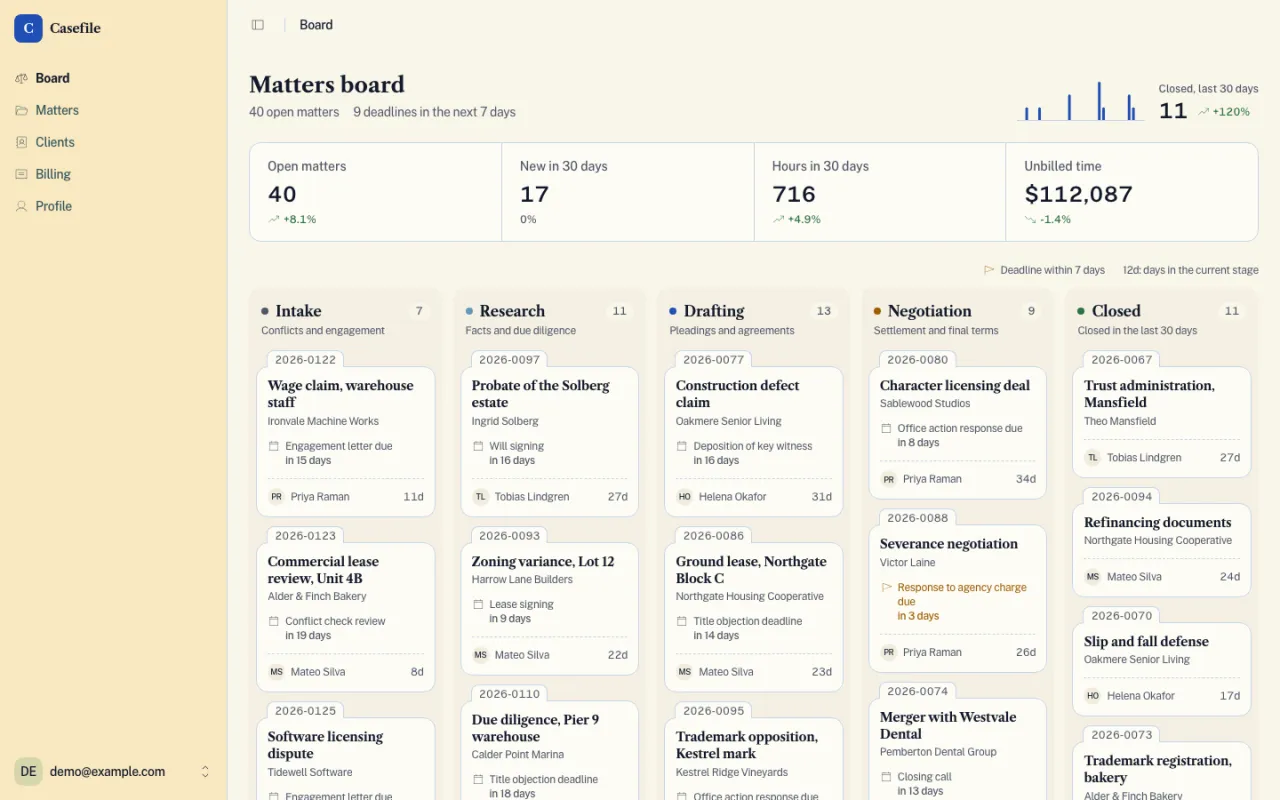 C Casefile
Board
Matters
Clients
Billing
Profile
DE demo@example.com
Board
Matters board
40 open matters 9 deadlines in the next 7 days
Closed, last 30 days
11 +120%
Open matters
40
+8.1%
New in 30 days
17
0%
Hours in 30 days
716
+4.9%
Unbilled time
$112,087
-1.4%
Deadline within 7 days 12d: days in the current stage
Intake 7
Conflicts and engagement
2026-0122
Wage claim, warehouse
staff
Ironvale Machine Works
Engagement letter due
in 15 days
PR Priya Raman 11d
2026-0123
Commercial lease
review, Unit 4B
Alder & Finch Bakery
Conflict check review
in 19 days
MS Mateo Silva 8d
2026-0125
Software licensing
dispute
Tidewell Software
Engagement letter due
Research 11
Facts and due diligence
2026-0097
Probate of the Solberg
estate
Ingrid Solberg
Will signing
in 16 days
TL Tobias Lindgren 27d
2026-0093
Zoning variance, Lot 12
Harrow Lane Builders
Lease signing
in 9 days
MS Mateo Silva 22d
2026-0110
Due diligence, Pier 9
warehouse
Calder Point Marina
Title objection deadline
in 18 days
Drafting 13
Pleadings and agreements
2026-0077
Construction defect
claim
Oakmere Senior Living
Deposition of key witness
in 16 days
HO Helena Okafor 31d
2026-0086
Ground lease, Northgate
Block C
Northgate Housing Cooperative
Title objection deadline
in 14 days
MS Mateo Silva 23d
2026-0095
Trademark opposition,
Kestrel mark
Kestrel Ridge Vineyards
Office action response due
Negotiation 9
Settlement and final terms
2026-0080
Character licensing deal
Sablewood Studios
Office action response due
in 8 days
PR Priya Raman 34d
2026-0088
Severance negotiation
Victor Laine
Response to agency charge
due
in 3 days
PR Priya Raman 26d
2026-0074
Merger with Westvale
Dental
Pemberton Dental Group
Closing call
in 13 days
Closed 11
Closed in the last 30 days
2026-0067
Trust administration,
Mansfield
Theo Mansfield
TL Tobias Lindgren 27d
2026-0094
Refinancing documents
Northgate Housing Cooperative
MS Mateo Silva 24d
2026-0070
Slip and fall defense
Oakmere Senior Living
HO Helena Okafor 17d
2026-0073
Trademark registration,
bakery
Alder & Finch Bakery